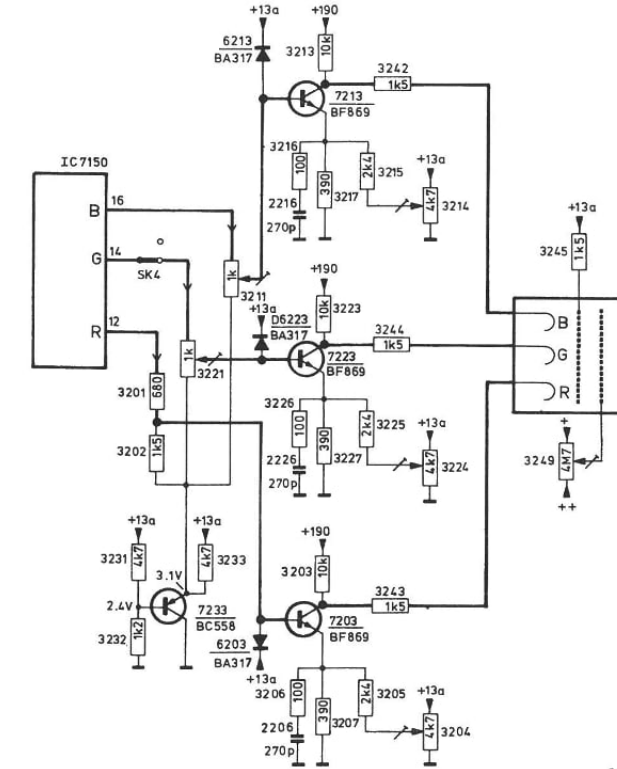 +13a
+190
6213
BA317
3213
10k
3242
1k5
7213
BF869
IC7150
3216
100
390
3217
2k4
3215
+13a
4k7
3214
2216
270p
B
16
G
14
SK4
R
12
1k
3211
+13a
D6223
BA317
+190
3223
10k
3244
1k5
7223
BF869
1k
3221
+13a
3245
1k5
B
G
R
3201
680
3202
1k5
3226
100
390
3227
2k4
3225
+13a
4k7
3224
2226
270p
+
3249
4M7
++
+13a
+13a
3231
4k7
4k7
3233
3.1V
2.4V
3232
1k2
7233
BC558
+190
3203
10k
3243
1k5
7203
BF869
6203
BA317
+13a
3206
100
390
3207
2k4
3205
+13a
4k7
3204
2206
270p